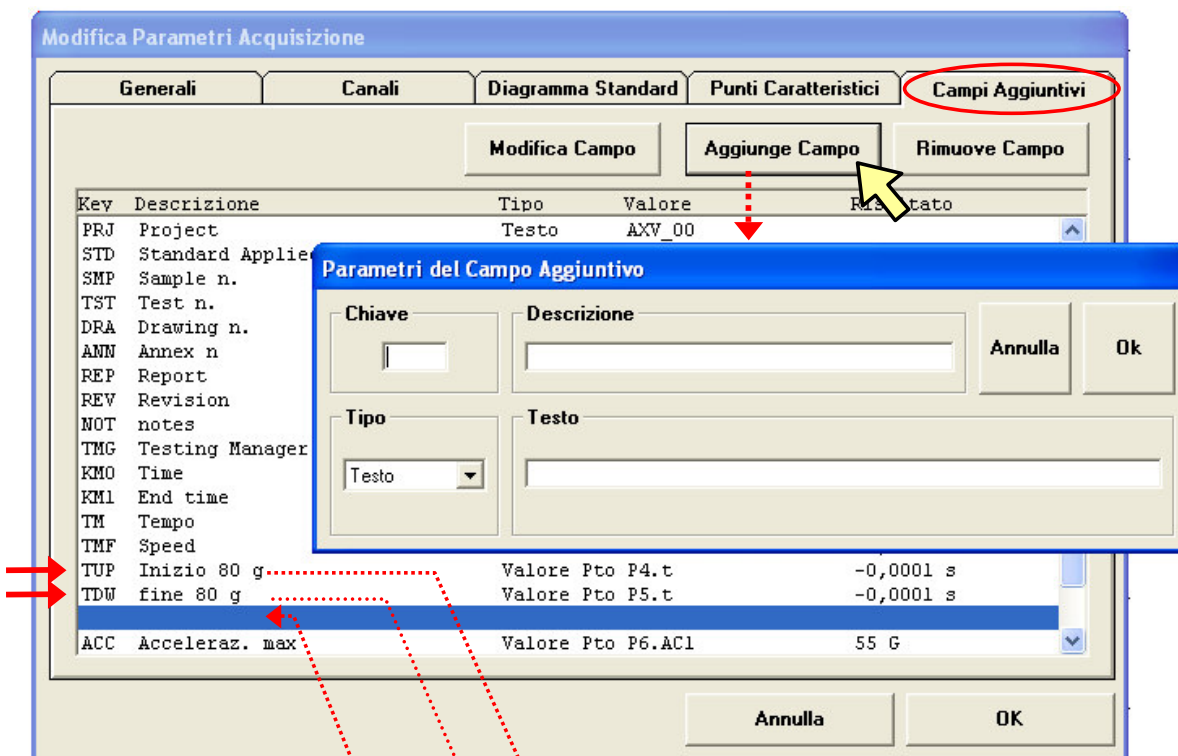 Modifica Parametri Acquisizione
Generali Canali Diagramma Standard Punti Caratteristici Campi Aggiuntivi
Modifica Campo Aggiunge Campo Rimuove Campo
Key Descrizione Tipo Valore
PRJ Project Testo AXV_00
STD Standard
SMP Sample n.
TST Test n.
DRA Drawing n.
ANN Annex n
REP Report
REV Revision
NOT notes
TMG Testing Manager
KM0 Time
KM1 End time
TM Tempo
TMF Speed
TUP Inizio 80 g Valore Pto P4.t -0,0001 s
TDW fine 80 g Valore Pto P5.t -0,0001 s
ACC Acceleraz. max Valore Pto P6.AC1 55 G
Parametri del Campo Aggiuntivo
Chiave Descrizione
Annulla Ok
Tipo Testo
Testo
Annulla OK